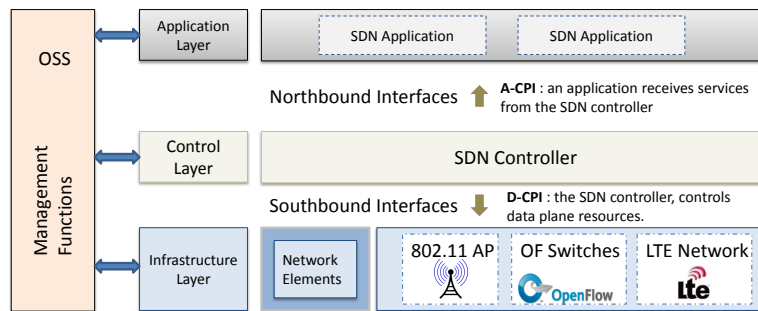 OSS
Management
Functions
Application
Layer
SDN Application
SDN Application
Northbound Interfaces
A-CPI : an application receives services
from the SDN controller
Control
Layer
SDN Controller
Southbound Interfaces
D-CPI : the SDN controller, controls
data plane resources.
Infrastructure
Layer
Network
Elements
802.11 AP
OF Switches
OpenFlow
LTE Network
Lte